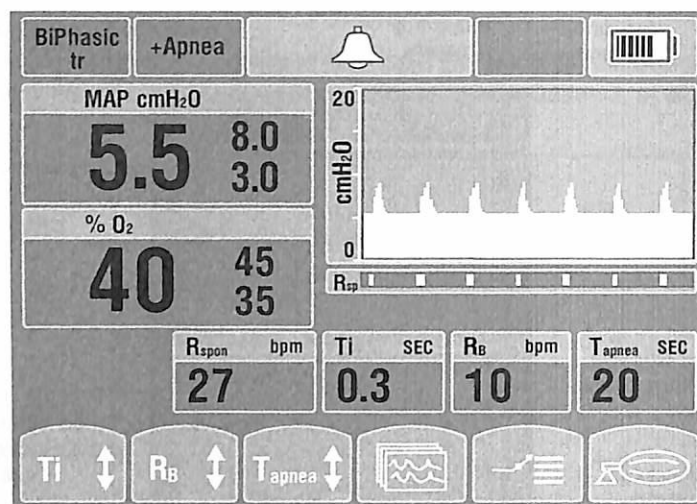 BiPhasic
tr
+Apnea
MAP cmH₂O
5.5
8.0
3.0
% O₂
40
45
35
20
cmH₂O
0
Rsp
Rspon bpm
27
Ti SEC
0.3
RB bpm
10
Tapnea SEC
20
Ti
RB
Tapnea